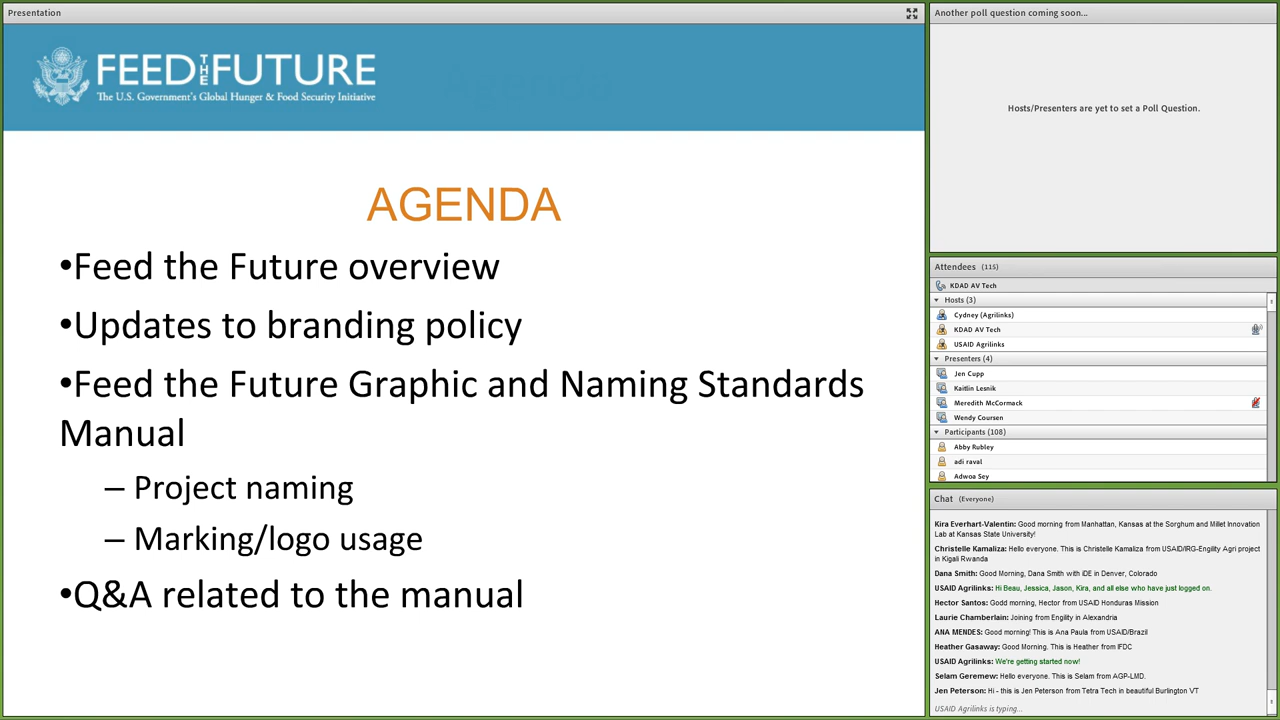 Presentation
FEED THE FUTURE
The U.S. Government's Global Hunger & Food Security Initiative
Agenda
AGENDA
•Feed the Future overview
•Updates to branding policy
•Feed the Future Graphic and Naming Standards
Manual
– Project naming
– Marking/logo usage
•Q&A related to the manual
Another poll question coming soon...
Hosts/Presenters are yet to set a Poll Question.
Attendees (115)
KDAD AV Tech
Hosts (3)
Cydney (Agrilinks)
KDAD AV Tech
USAID Agrilinks
Presenters (4)
Jen Cupp
Kaitlin Lesnik
Meredith McCormack
Wendy Coursen
Participants (108)
Abby Rubley
adi raval
Adwoa Sey
Chat (Everyone)
Kira Everhart-Valentin: Good morning from Manhattan, Kansas at the Sorghum and Millet Innovation
Lab at Kansas State University!
Christelle Kamaliza: Hello everyone. This is Christelle Kamaliza from USAID/IRG-Engility Agri project
in Kigali Rwanda
Dana Smith: Good Morning, Dana Smith with iDE in Denver, Colorado
USAID Agrilinks: Hi Beau, Jessica, Jason, Kira, and all else who have just logged on.
Hector Santos: Godd morning, Hector from USAID Honduras Mission
Laurie Chamberlain: Joining from Engility in Alexandria
ANA MENDES: Good morning! This is Ana Paula from USAID/Brazil
Heather Gasaway: Good Morning. This is Heather from IFDC
USAID Agrilinks: We're getting started now!
Selam Geremew: Hello everyone. This is Selam from AGP-LMD.
Jen Peterson: Hi - this is Jen Peterson from Tetra Tech in beautiful Burlington VT
USAID Agrilinks is typing...